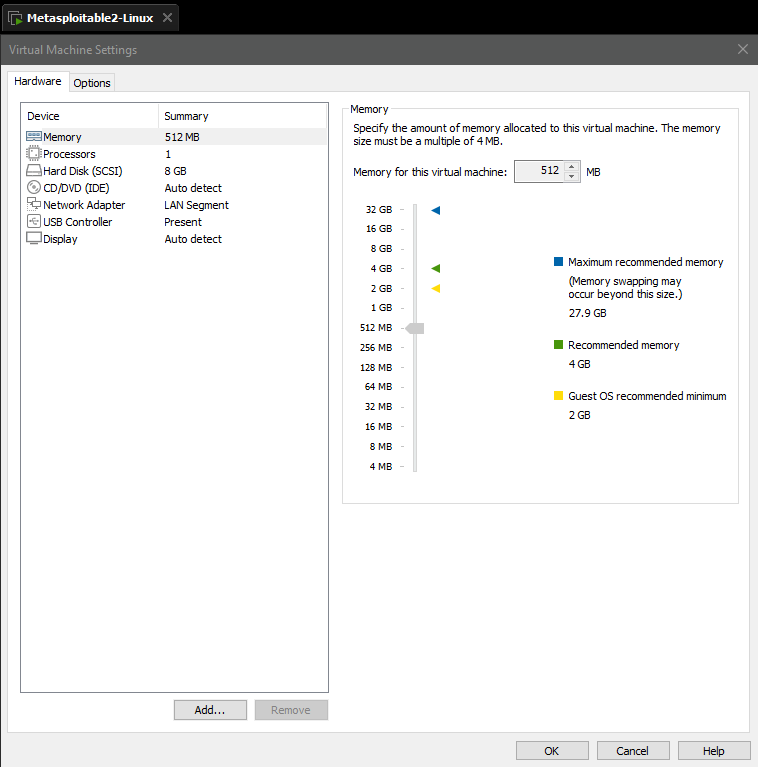 Metasploitable2-Linux
Virtual Machine Settings
Hardware
Options
Device Summary
Memory 512 MB
Processors 1
Hard Disk (SCSI) 8 GB
CD/DVD (IDE) Auto detect
Network Adapter LAN Segment
USB Controller Present
Display Auto detect
Add...
Remove
Memory
Specify the amount of memory allocated to this virtual machine. The memory
size must be a multiple of 4 MB.
Memory for this virtual machine: 512 MB
32 GB
16 GB
8 GB
4 GB
2 GB
1 GB
512 MB
256 MB
128 MB
64 MB
32 MB
16 MB
8 MB
4 MB
Maximum recommended memory
(Memory swapping may
occur beyond this size.)
27.9 GB
Recommended memory
4 GB
Guest OS recommended minimum
2 GB
OK
Cancel
Help